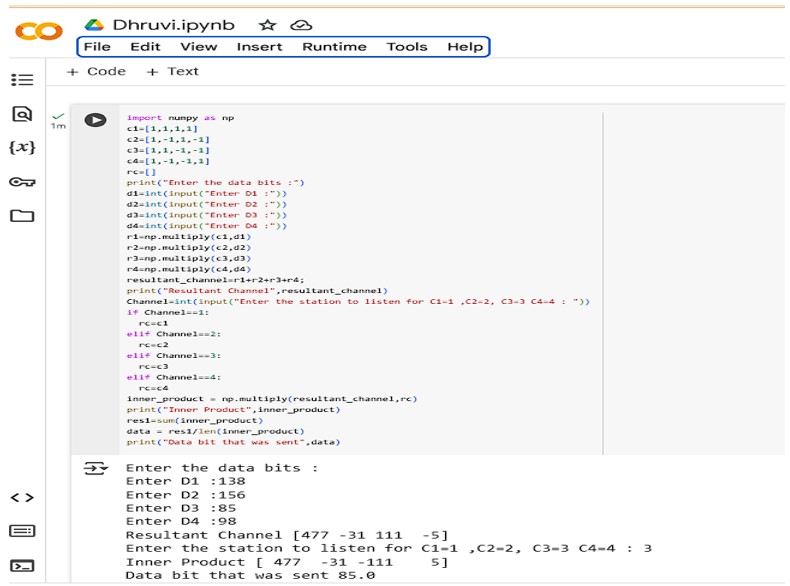 Dhruvi.ipynb
File Edit View Insert Runtime Tools Help
+ Code + Text
{x}
1m
import numpy as np
c1=[1,1,1,1]
c2=[1,-1,1,-1]
c3=[1,1,-1,-1]
c4=[1,-1,-1,1]
rc=[]
print("Enter the data bits :")
d1=int(input("Enter D1 :"))
d2=int(input("Enter D2 :"))
d3=int(input("Enter D3 :"))
d4=int(input("Enter D4 :"))
r1=np.multiply(c1,d1)
r2=np.multiply(c2,d2)
r3=np.multiply(c3,d3)
r4=np.multiply(c4,d4)
resultant_channel=r1+r2+r3+r4;
print("Resultant Channel",resultant_channel)
Channel=int(input("Enter the station to listen for C1=1 ,C2=2, C3=3 C4=4 : "))
if Channel==1:
  rc=c1
elif Channel==2:
  rc=c2
elif Channel==3:
  rc=c3
elif Channel==4:
  rc=c4
inner_product = np.multiply(resultant_channel,rc)
print("Inner Product",inner_product)
res1=sum(inner_product)
data = res1/len(inner_product)
print("Data bit that was sent",data)
Enter the data bits :
Enter D1 :138
Enter D2 :156
Enter D3 :85
Enter D4 :98
Resultant Channel [477 -31 111  -5]
Enter the station to listen for C1=1 ,C2=2, C3=3 C4=4 : 3
Inner Product [ 477  -31 -111    5]
Data bit that was sent 85.0